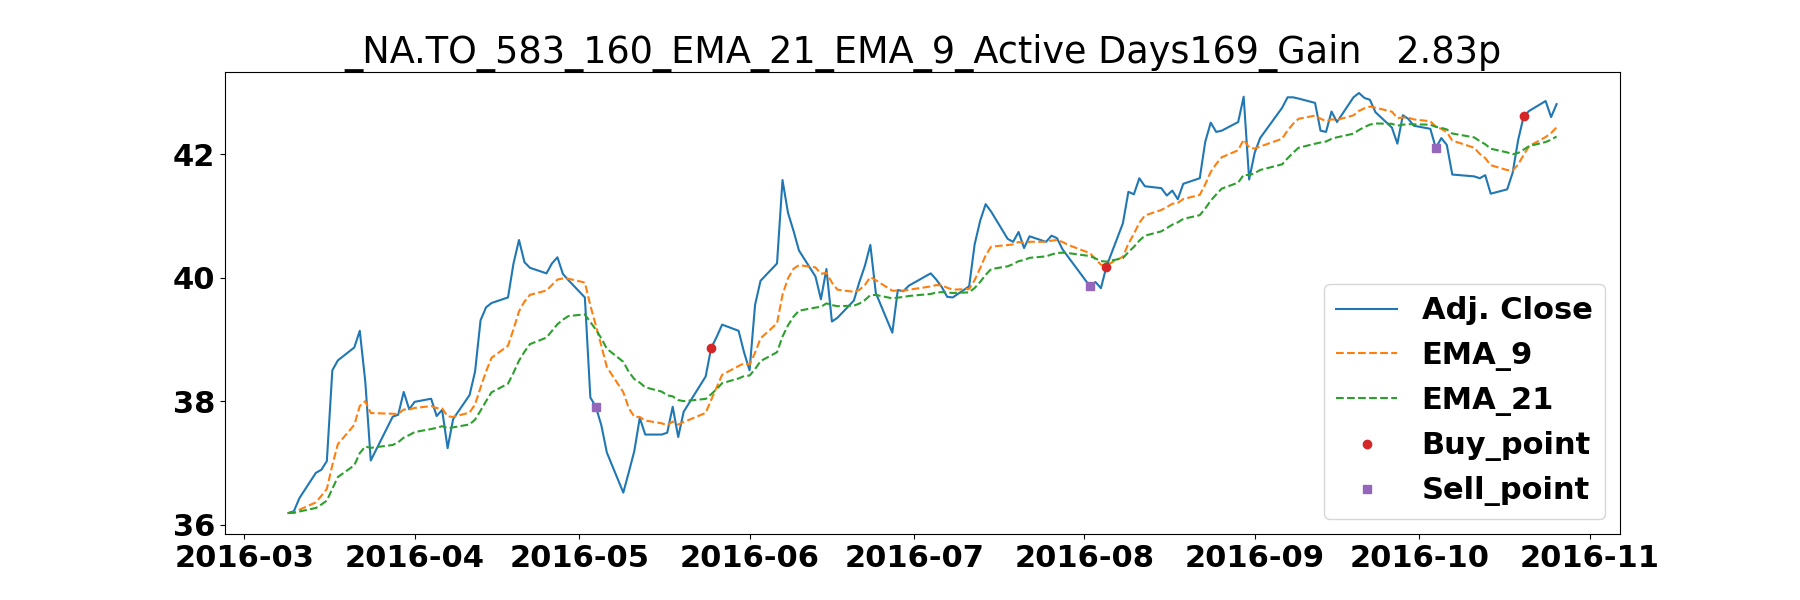 _NA.TO_583_160_EMA_21_EMA_9_Active Days169_Gain   2.83p
42
40
38
36
Adj. Close
EMA_9
EMA_21
Buy_point
Sell_point
2016-03 2016-04 2016-05 2016-06 2016-07 2016-08 2016-09 2016-10 2016-11